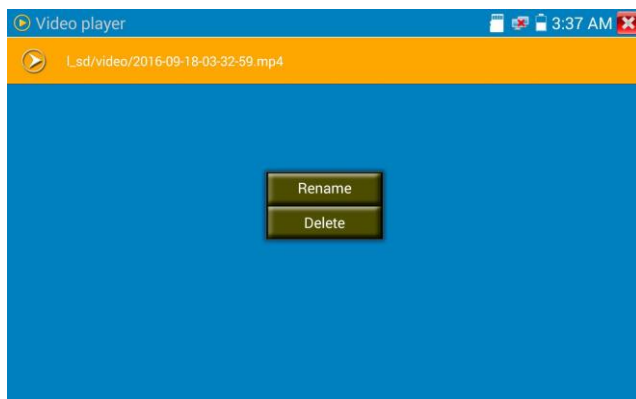 Video player
3:37 AM
l_sd/video/2016-09-18-03-32-59.mp4
Rename
Delete